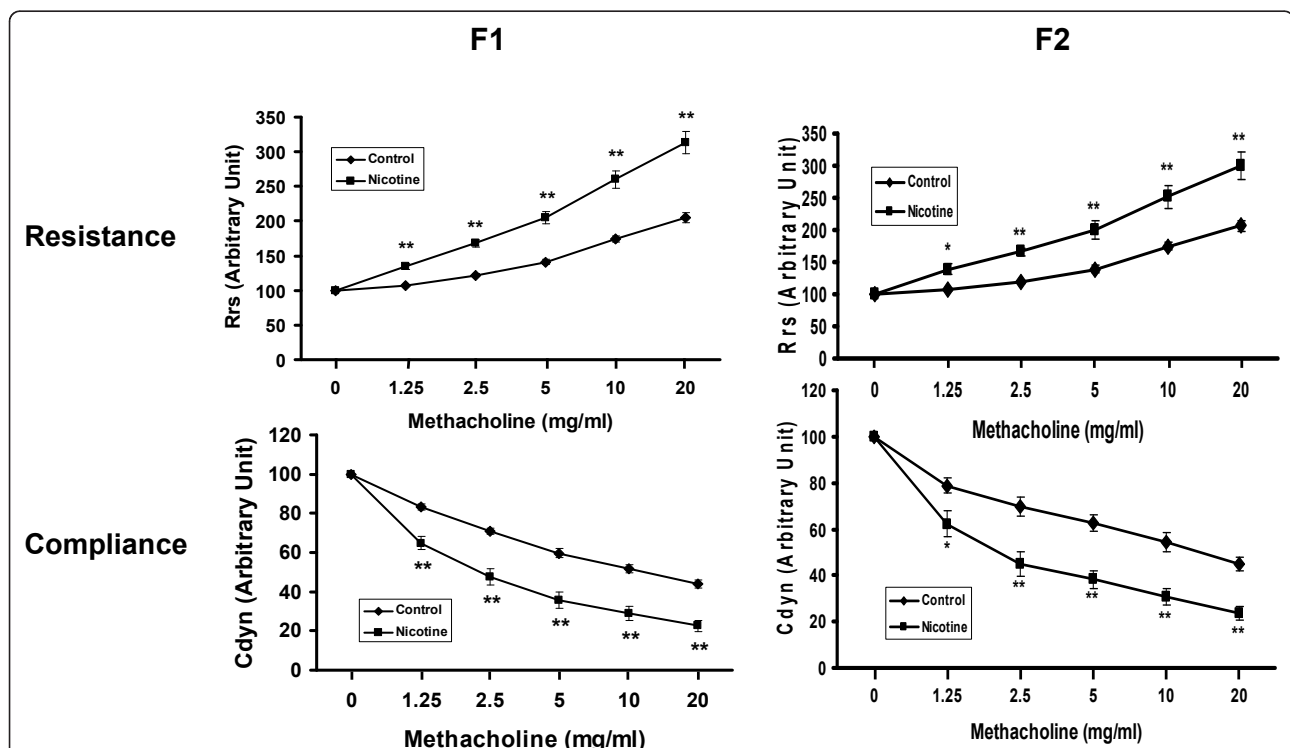 F1
F2
Resistance
Rrs (Arbitrary Unit)
350
300
250
200
150
100
50
0
Control
Nicotine
**
**
**
**
**
0 1.25 2.5 5 10 20
Methacholine (mg/ml)
Rrs (Arbitrary Unit)
350
300
250
200
150
100
50
0
Control
Nicotine
*
**
**
**
**
0 1.25 2.5 5 10 20
Methacholine (mg/ml)
Compliance
Cdyn (Arbitrary Unit)
120
100
80
60
40
20
0
Control
Nicotine
**
**
**
**
**
0 1.25 2.5 5 10 20
Methacholine (mg/ml)
Cdyn (Arbitrary Unit)
120
100
80
60
40
20
0
Control
Nicotine
*
**
**
**
**
0 1.25 2.5 5 10 20
Methacholine (mg/ml)